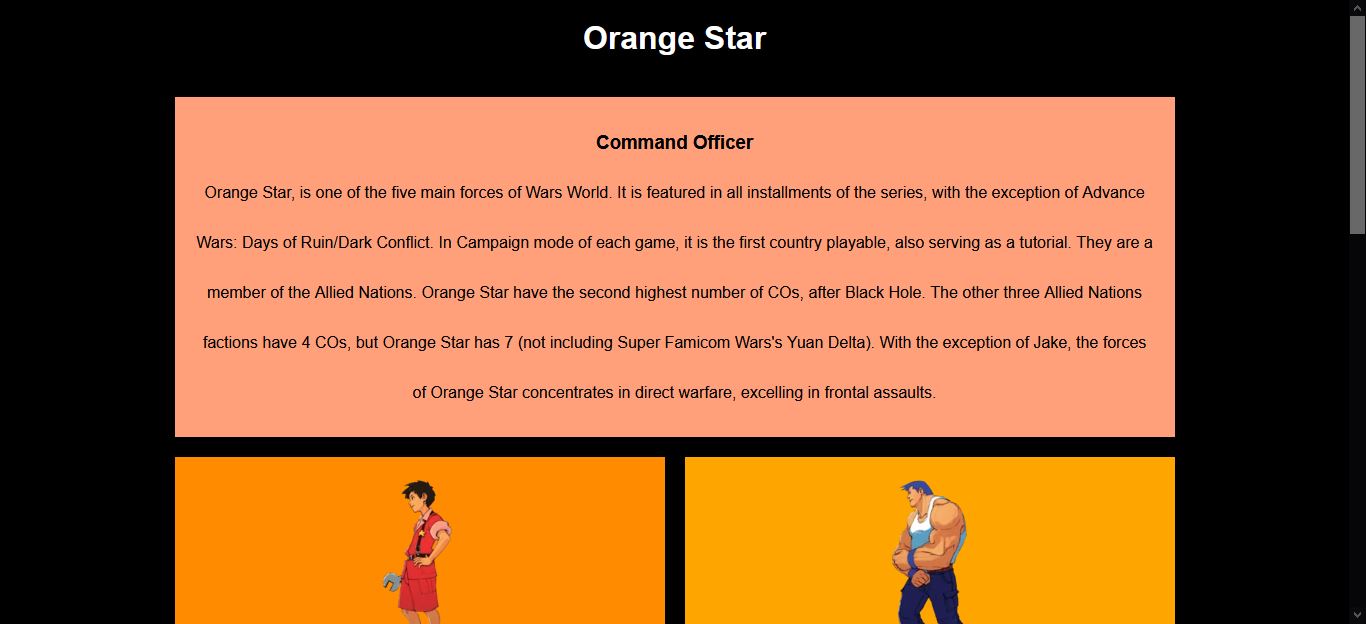 Orange Star
Command Officer
Orange Star, is one of the five main forces of Wars World. It is featured in all installments of the series, with the exception of Advance
Wars: Days of Ruin/Dark Conflict. In Campaign mode of each game, it is the first country playable, also serving as a tutorial. They are a
member of the Allied Nations. Orange Star have the second highest number of COs, after Black Hole. The other three Allied Nations
factions have 4 COs, but Orange Star has 7 (not including Super Famicom Wars's Yuan Delta). With the exception of Jake, the forces
of Orange Star concentrates in direct warfare, excelling in frontal assaults.